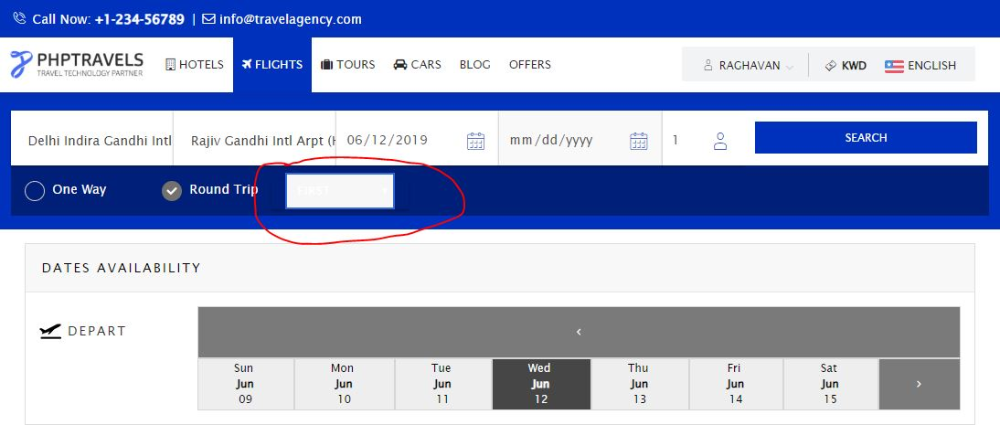 Call Now: +1-234-56789 | info@travelagency.com
PHPTRAVELS
TRAVEL TECHNOLOGY PARTNER
HOTELS FLIGHTS TOURS CARS BLOG OFFERS RAGHAVAN KWD ENGLISH
Delhi Indira Gandhi Intl Rajiv Gandhi Intl Arpt (H 06/12/2019 mm/dd/yyyy 1 SEARCH
One Way Round Trip FIRST
DATES AVAILABILITY
DEPART
Sun Mon Tue Wed Thu Fri Sat
Jun Jun Jun Jun Jun Jun Jun
09 10 11 12 13 14 15